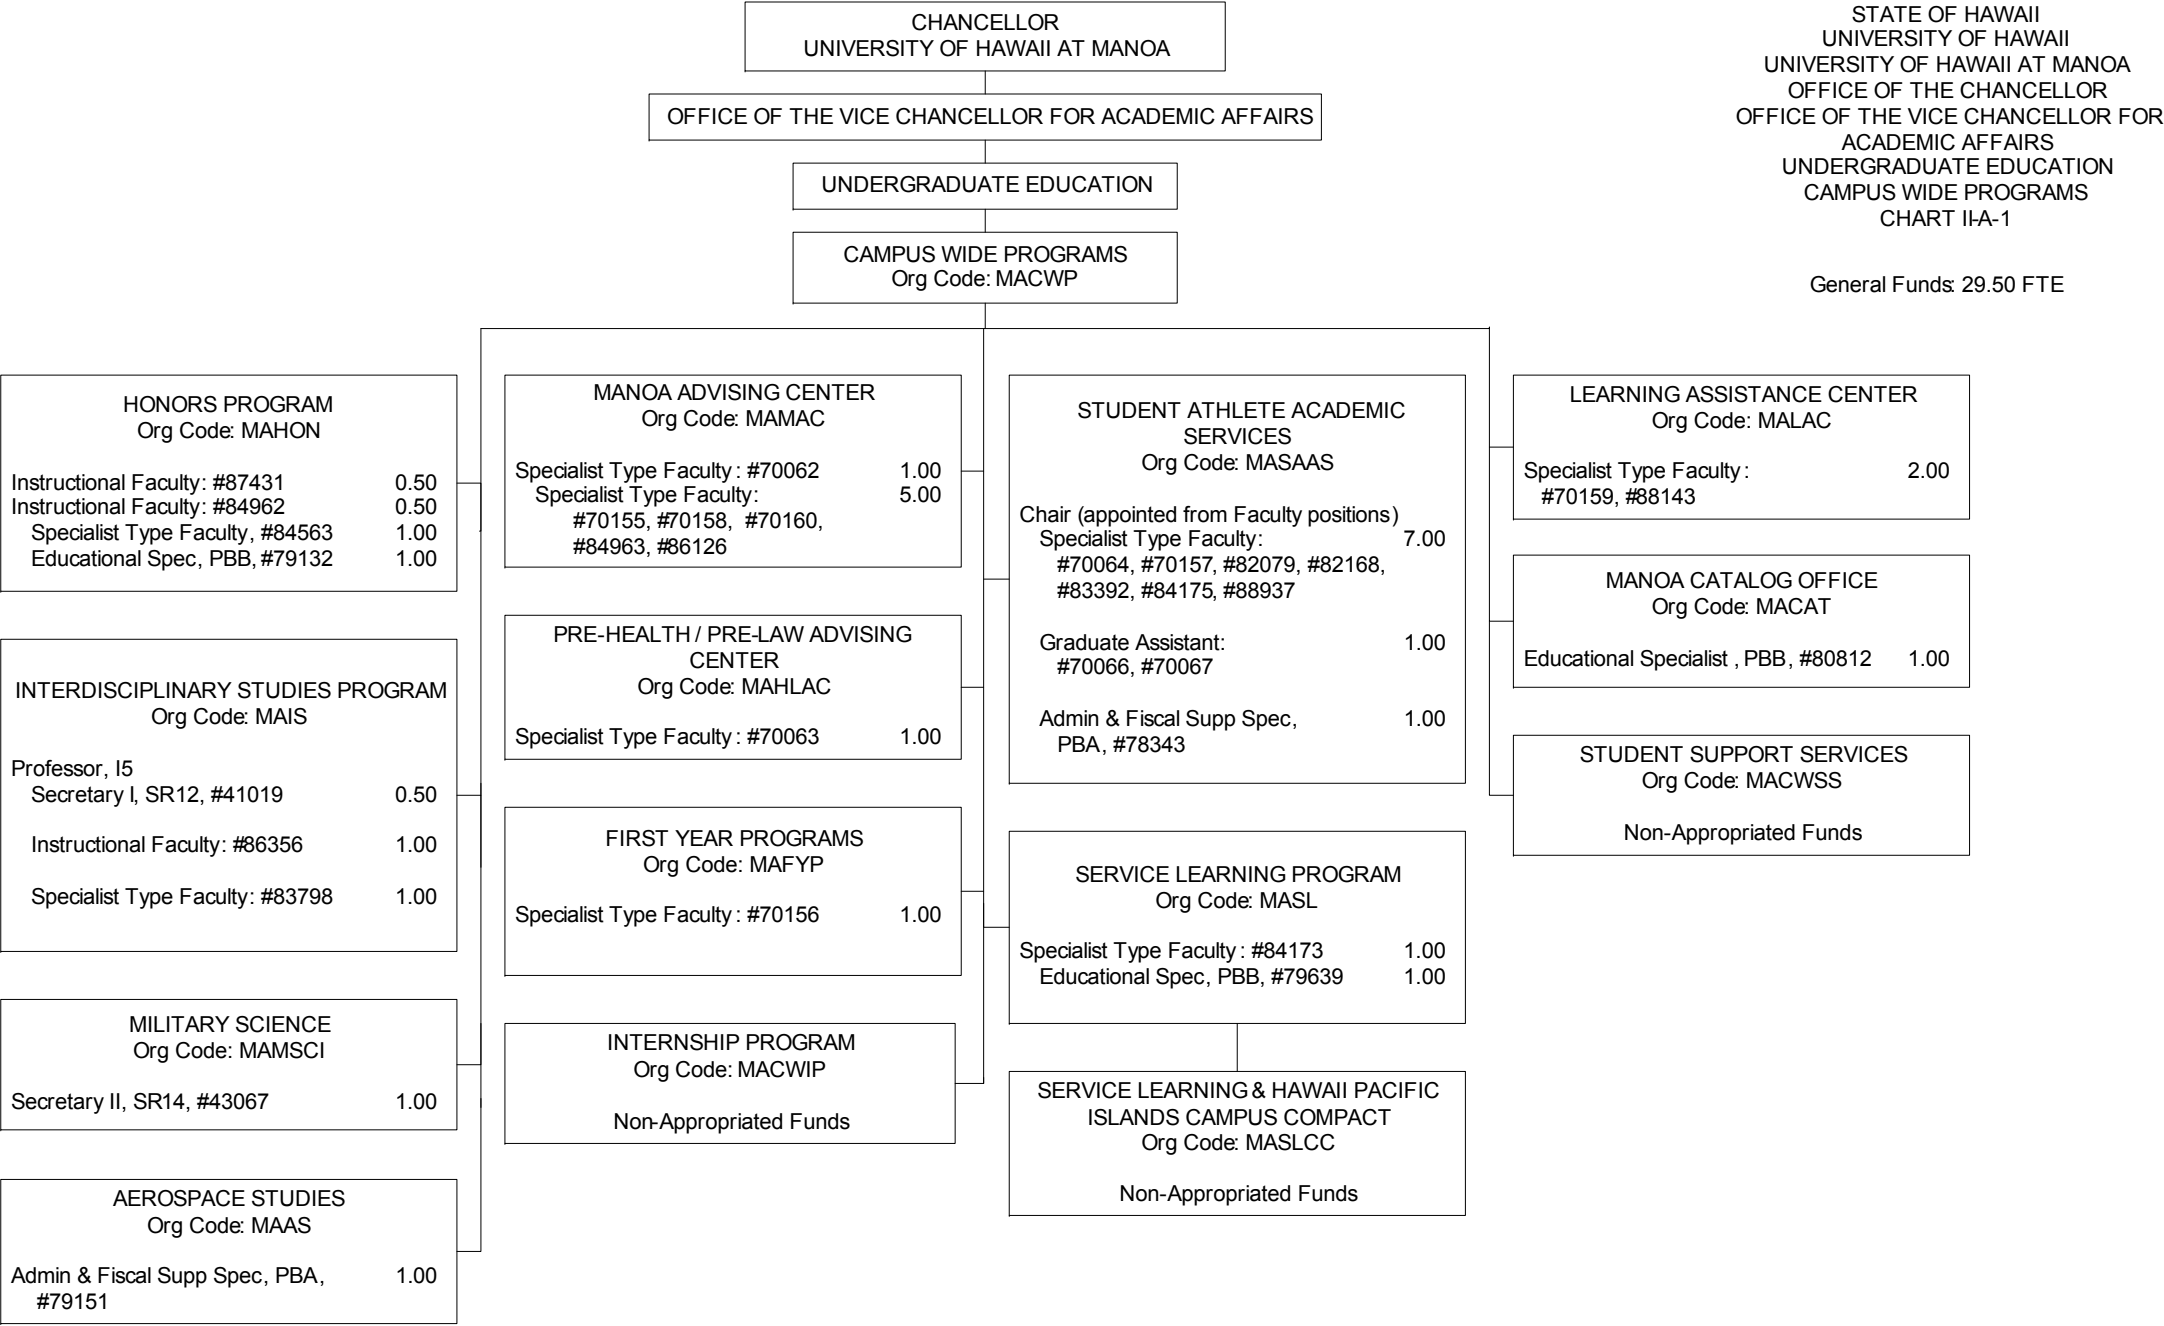 CHANCELLOR
UNIVERSITY OF HAWAII AT MANOA
OFFICE OF THE VICE CHANCELLOR FOR ACADEMIC AFFAIRS
UNDERGRADUATE EDUCATION
CAMPUS WIDE PROGRAMS
Org Code: MACWP
STATE OF HAWAII
UNIVERSITY OF HAWAII
UNIVERSITY OF HAWAII AT MANOA
OFFICE OF THE CHANCELLOR
OFFICE OF THE VICE CHANCELLOR FOR
ACADEMIC AFFAIRS
UNDERGRADUATE EDUCATION
CAMPUS WIDE PROGRAMS
CHART II-A-1
General Funds: 29.50 FTE
HONORS PROGRAM
Org Code: MAHON
Instructional Faculty: #87431 0.50
Instructional Faculty: #84962 0.50
Specialist Type Faculty, #84563 1.00
Educational Spec, PBB, #79132 1.00
INTERDISCIPLINARY STUDIES PROGRAM
Org Code: MAIS
Professor, I5
Secretary I, SR12, #41019 0.50
Instructional Faculty: #86356 1.00
Specialist Type Faculty: #83798 1.00
MILITARY SCIENCE
Org Code: MAMSCI
Secretary II, SR14, #43067 1.00
AEROSPACE STUDIES
Org Code: MAAS
Admin & Fiscal Supp Spec, PBA, 1.00
#79151
MANOA ADVISING CENTER
Org Code: MAMAC
Specialist Type Faculty: #70062 1.00
Specialist Type Faculty: 5.00
#70155, #70158, #70160,
#84963, #86126
PRE-HEALTH / PRE-LAW ADVISING
CENTER
Org Code: MAHLAC
Specialist Type Faculty: #70063 1.00
FIRST YEAR PROGRAMS
Org Code: MAFYP
Specialist Type Faculty: #70156 1.00
INTERNSHIP PROGRAM
Org Code: MACWIP
Non-Appropriated Funds
STUDENT ATHLETE ACADEMIC
SERVICES
Org Code: MASAAS
Chair (appointed from Faculty positions)
Specialist Type Faculty: 7.00
#70064, #70157, #82079, #82168,
#83392, #84175, #88937
Graduate Assistant: 1.00
#70066, #70067
Admin & Fiscal Supp Spec, 1.00
PBA, #78343
SERVICE LEARNING PROGRAM
Org Code: MASL
Specialist Type Faculty: #84173 1.00
Educational Spec, PBB, #79639 1.00
SERVICE LEARNING & HAWAII PACIFIC
ISLANDS CAMPUS COMPACT
Org Code: MASLCC
Non-Appropriated Funds
LEARNING ASSISTANCE CENTER
Org Code: MALAC
Specialist Type Faculty: 2.00
#70159, #88143
MANOA CATALOG OFFICE
Org Code: MACAT
Educational Specialist, PBB, #80812 1.00
STUDENT SUPPORT SERVICES
Org Code: MACWSS
Non-Appropriated Funds